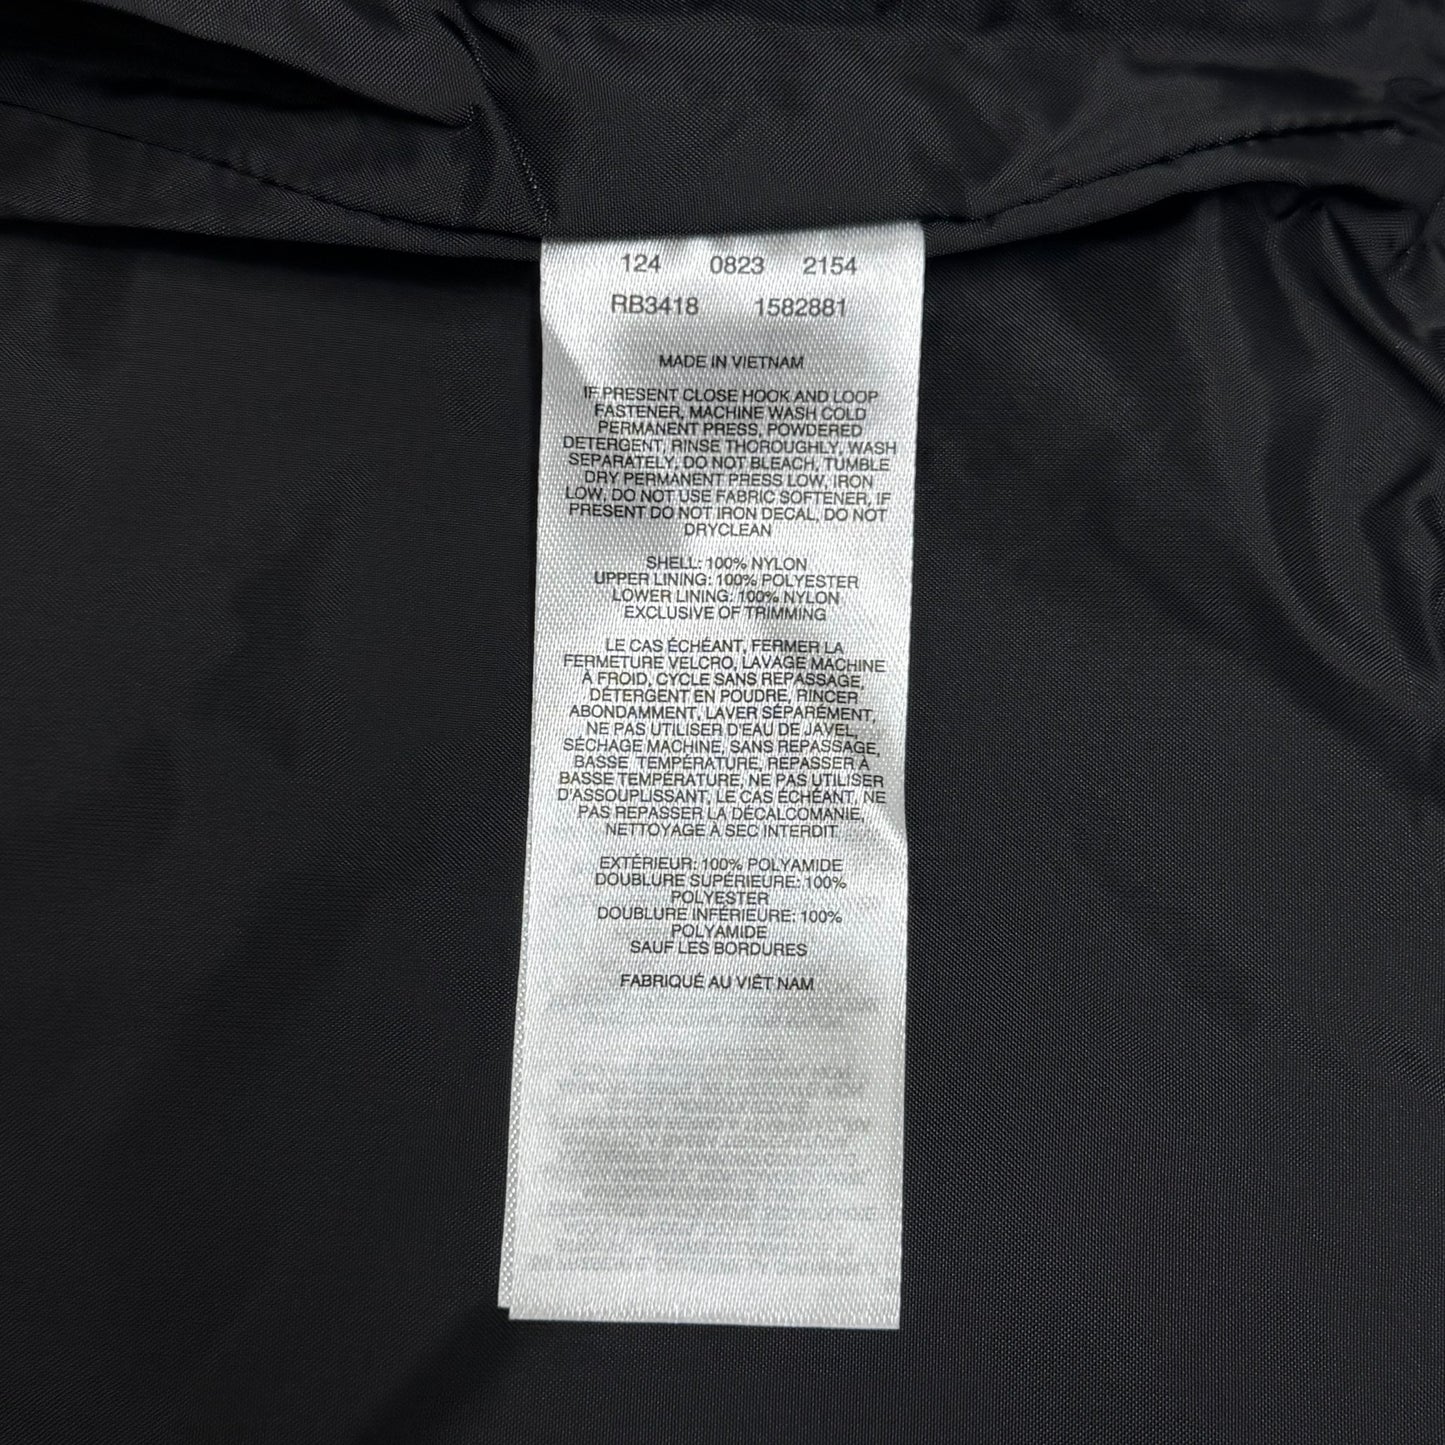 124 0823 2154
RB3418 1582881
MADE IN VIETNAM
IF PRESENT CLOSE HOOK AND LOOP
FASTENER, MACHINE WASH COLD
PERMANENT PRESS, POWDERED
DETERGENT, RINSE THOROUGHLY, WASH
SEPARATELY, DO NOT BLEACH, TUMBLE
DRY PERMANENT PRESS LOW, IRON
LOW, DO NOT USE FABRIC SOFTENER, IF
PRESENT DO NOT IRON DECAL, DO NOT
DRYCLEAN
SHELL: 100% NYLON
UPPER LINING: 100% POLYESTER
LOWER LINING: 100% NYLON
EXCLUSIVE OF TRIMMING
LE CAS ÉCHÉANT, FERMER LA
FERMETURE VELCRO, LAVAGE MACHINE
À FROID, CYCLE SANS REPASSAGE,
DÉTERGENT EN POUDRE, RINCER
ABONDAMMENT, LAVER SÉPARÉMENT,
NE PAS UTILISER D'EAU DE JAVEL,
SÉCHAGE MACHINE, SANS REPASSAGE,
BASSE TEMPÉRATURE, REPASSER À
BASSE TEMPÉRATURE, NE PAS UTILISER
D'ASSOUPLISSANT, LE CAS ÉCHÉANT, NE
PAS REPASSER LA DÉCALCOMANIE,
NETTOYAGE À SEC INTERDIT
EXTÉRIEUR: 100% POLYAMIDE
DOUBLURE SUPÉRIEURE: 100%
POLYESTER
DOUBLURE INFÉRIEURE: 100%
POLYAMIDE
SAUF LES BORDURES
FABRIQUÉ AU VIÊT NAM